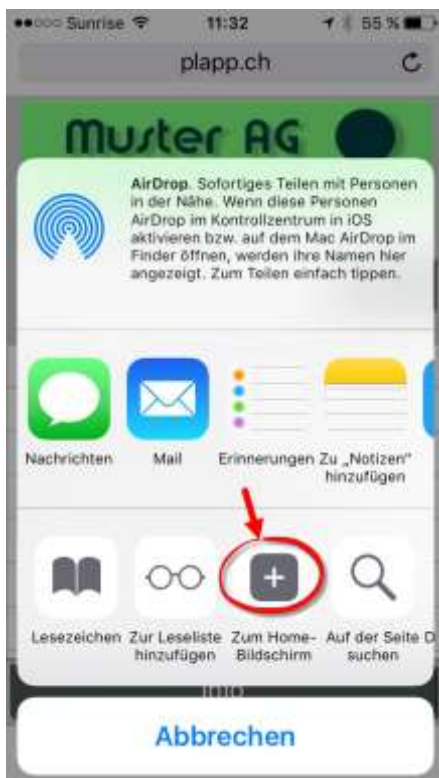 Sunrise 11:32 55 %
plapp.ch
Muster AG
AirDrop. Sofortiges Teilen mit Personen
in der Nähe. Wenn diese Personen
AirDrop im Kontrollzentrum in iOS
aktivieren bzw. auf dem Mac AirDrop im
Finder öffnen, werden ihre Namen hier
angezeigt. Zum Teilen einfach tippen.
Nachrichten Mail Erinnerungen Zu „Notizen"
hinzufügen
Lesezeichen Zur Leseliste Zum Home- Auf der Seite D
hinzufügen Bildschirm suchen
Info
Abbrechen